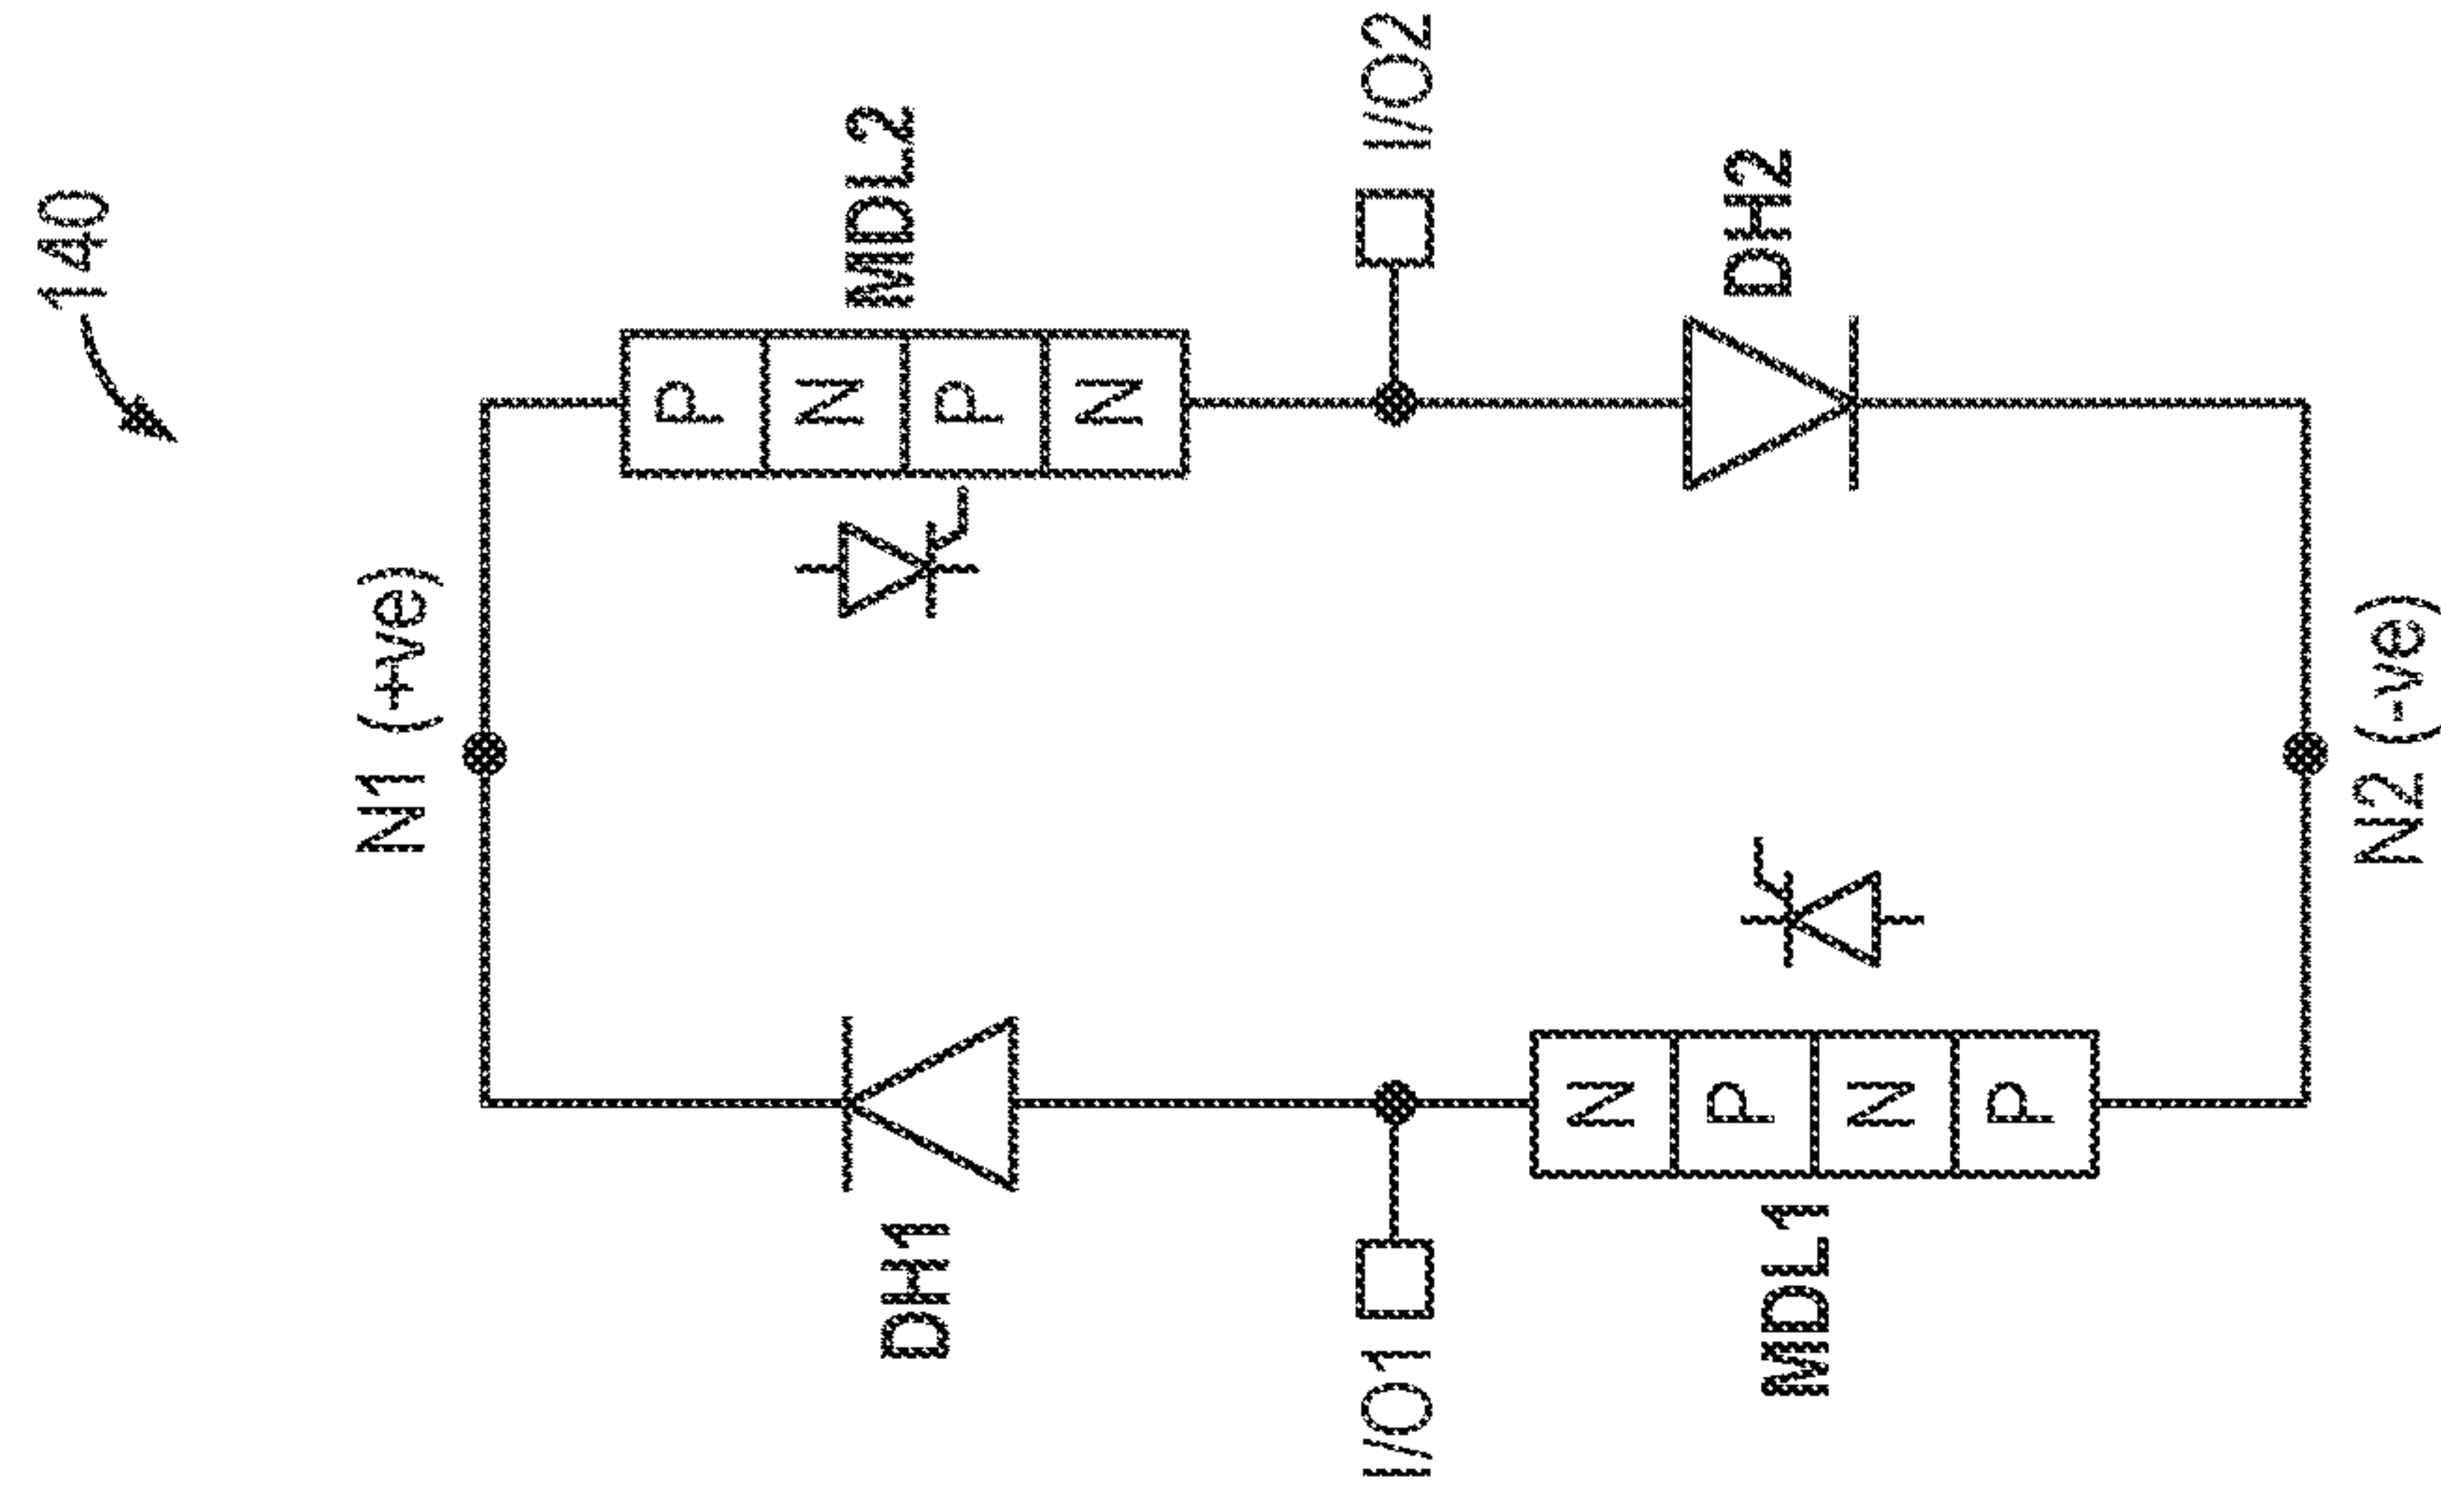 140
N1 (+ve)
DH1
MDL2
P
N
P
N
I/O1
I/O2
MDL1
N
P
N
P
DH2
N2 (-ve)